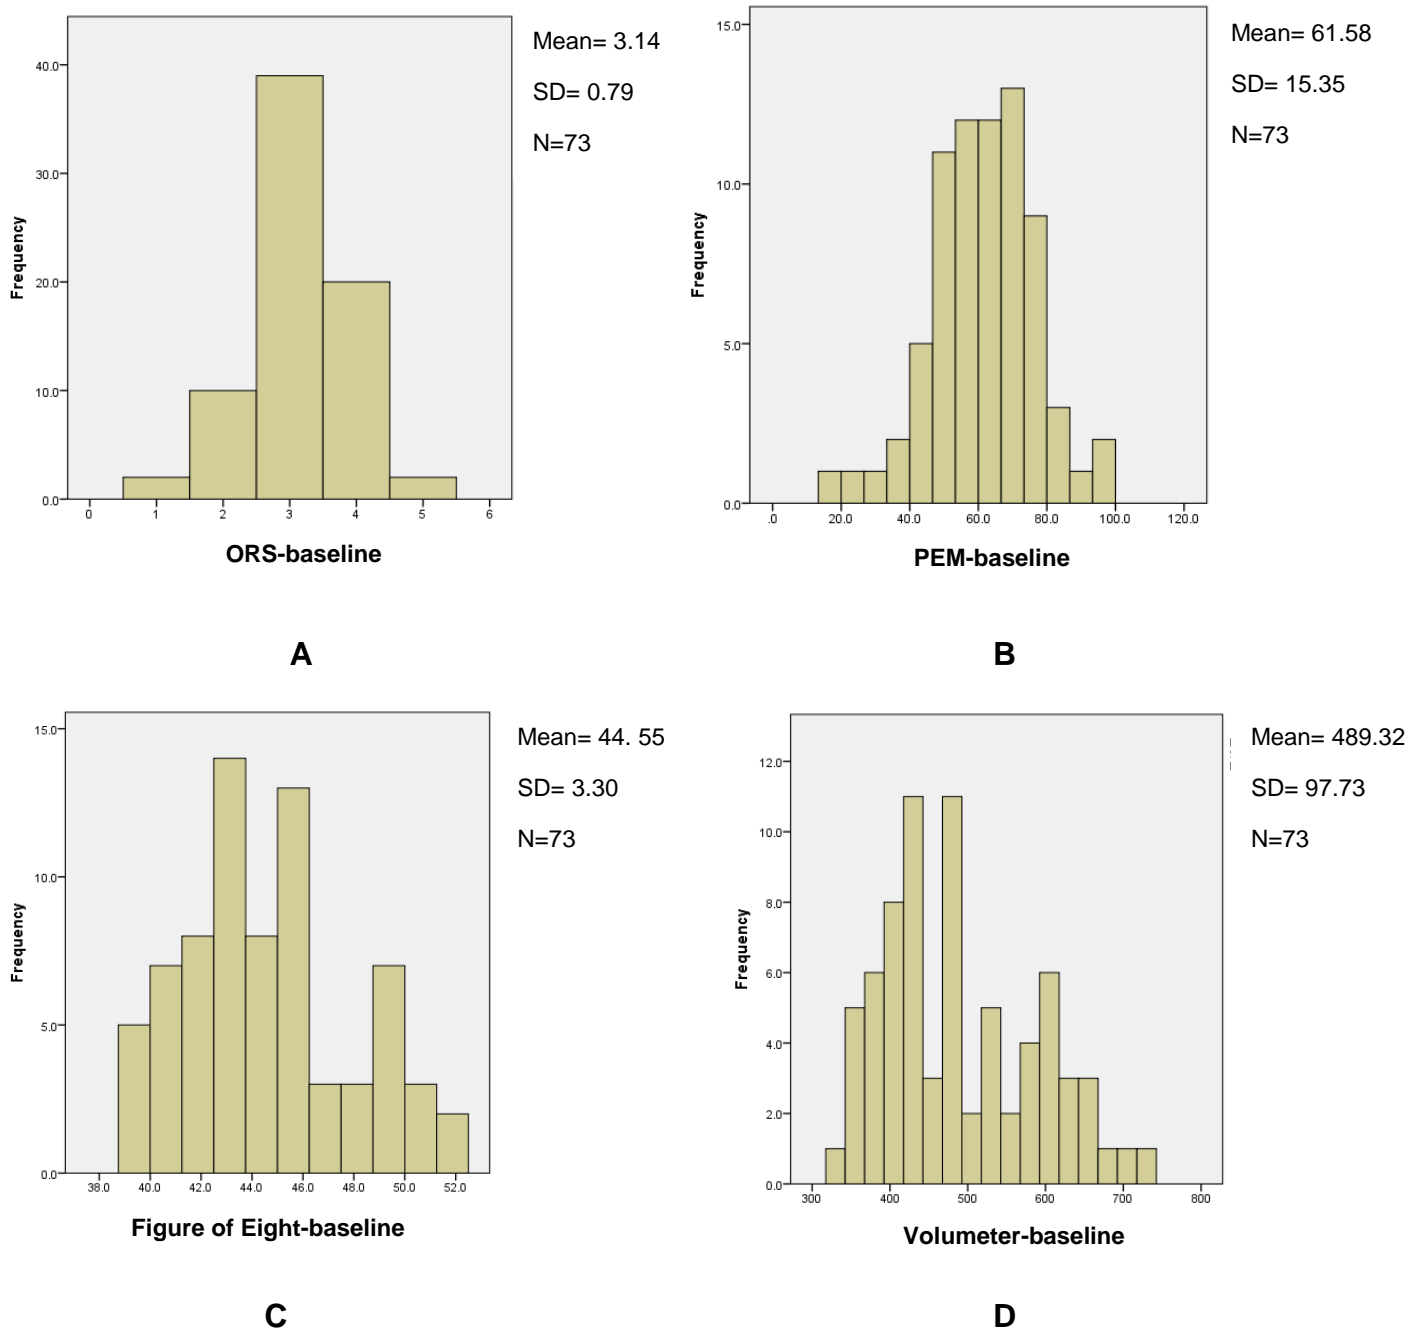 Mean= 3.14
SD= 0.79
N=73
40.0
30.0
20.0
10.0
0.0
Frequency
0 1 2 3 4 5 6
ORS-baseline
A
Mean= 61.58
SD= 15.35
N=73
15.0
10.0
5.0
0.0
Frequency
.0 20.0 40.0 60.0 80.0 100.0 120.0
PEM-baseline
B
Mean= 44. 55
SD= 3.30
N=73
15.0
10.0
5.0
0.0
Frequency
38.0 40.0 42.0 44.0 46.0 48.0 50.0 52.0
Figure of Eight-baseline
C
Mean= 489.32
SD= 97.73
N=73
12.0
10.0
8.0
6.0
4.0
2.0
0.0
Frequency
300 400 500 600 700 800
Volumeter-baseline
D